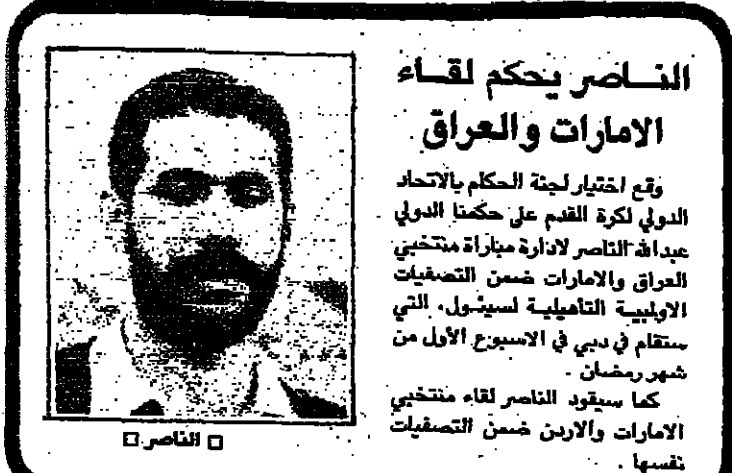 الناصر يحكم لقاء
الامارات والعراق
وقع اختيار لجنة الحكام بالاتحاد
الدولي لكرة القدم على حكمنا الدولي
عبدالله الناصر لادارة مباراة منتخبي
العراق والامارات ضمن التصفيات
الاولمبية التأهيلية لسيئول، التي
ستقام في دبي في الاسبوع الأول من
شهر رمضان .
كما سيقود الناصر لقاء منتخبي
الامارات والاردن ضمن التصفيات
نفسها .
□ الناصر □